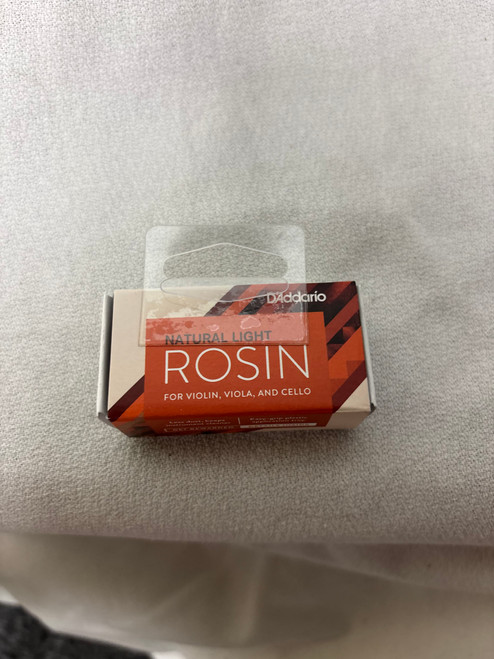 D'Addario
NATURAL LIGHT
ROSIN
FOR VIOLIN, VIOLA, AND CELLO